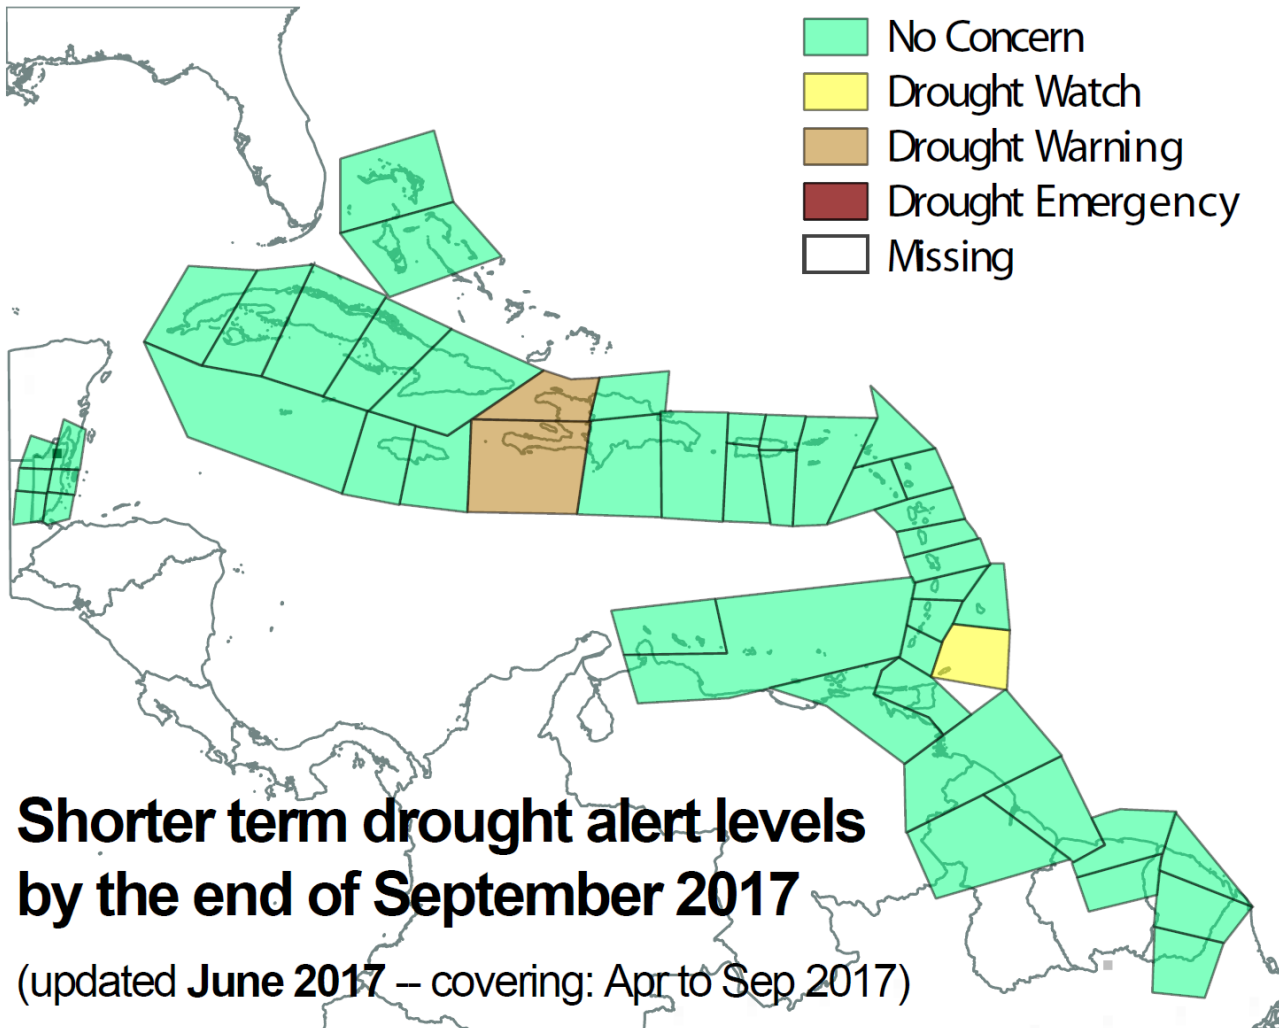 No Concern
Drought Watch
Drought Warning
Drought Emergency
Missing
Shorter term drought alert levels
by the end of September 2017
(updated June 2017 -- covering: Apr to Sep 2017)